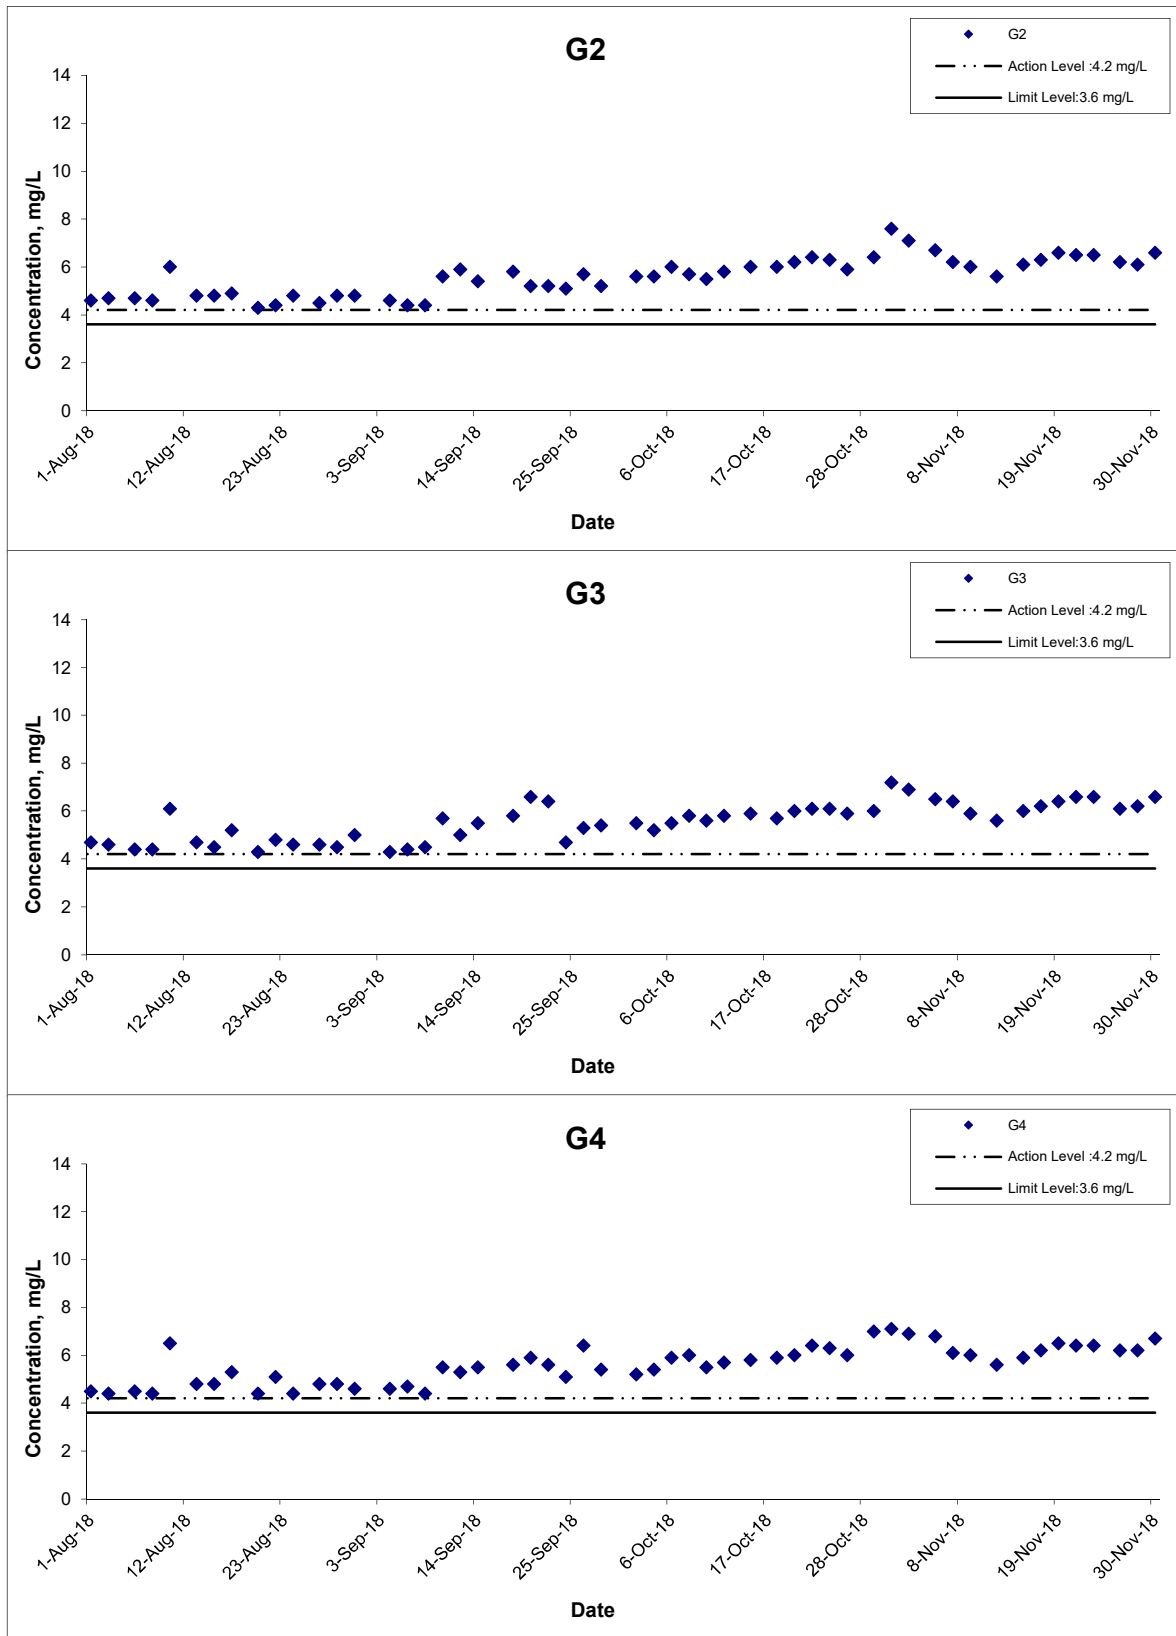 G2
G2
Action Level :4.2 mg/L
Limit Level:3.6 mg/L
14
12
10
8
6
4
2
0
Concentration, mg/L
1-Aug-18
12-Aug-18
23-Aug-18
3-Sep-18
14-Sep-18
25-Sep-18
6-Oct-18
17-Oct-18
28-Oct-18
8-Nov-18
19-Nov-18
30-Nov-18
Date
G3
G3
Action Level :4.2 mg/L
Limit Level:3.6 mg/L
14
12
10
8
6
4
2
0
Concentration, mg/L
1-Aug-18
12-Aug-18
23-Aug-18
3-Sep-18
14-Sep-18
25-Sep-18
6-Oct-18
17-Oct-18
28-Oct-18
8-Nov-18
19-Nov-18
30-Nov-18
Date
G4
G4
Action Level :4.2 mg/L
Limit Level:3.6 mg/L
14
12
10
8
6
4
2
0
Concentration, mg/L
1-Aug-18
12-Aug-18
23-Aug-18
3-Sep-18
14-Sep-18
25-Sep-18
6-Oct-18
17-Oct-18
28-Oct-18
8-Nov-18
19-Nov-18
30-Nov-18
Date